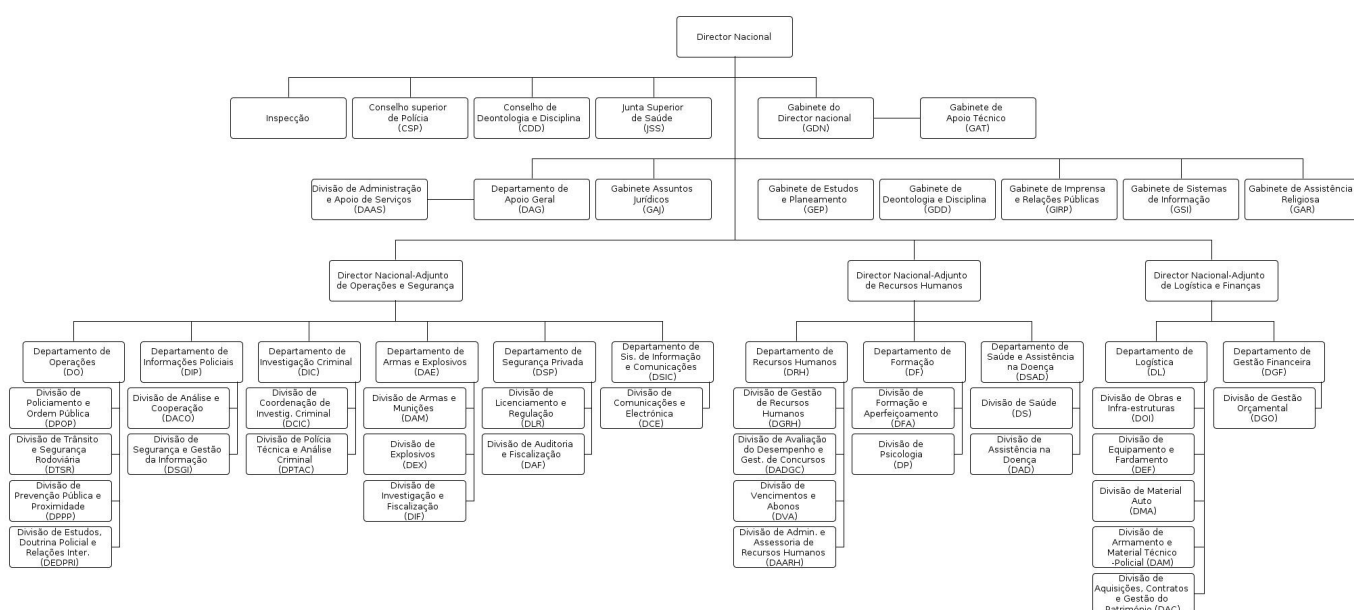 Director Nacional
Inspecção
Conselho superior
de Polícia
(CSP)
Conselho de
Deontologia e Disciplina
(CDD)
Junta Superior
de Saúde
(JSS)
Gabinete do
Director nacional
(GDN)
Gabinete de
Apoio Técnico
(GAT)
Divisão de Administração
e Apoio de Serviços
(DAAS)
Departamento de
Apoio Geral
(DAG)
Gabinete Assuntos
Jurídicos
(GAJ)
Gabinete de Estudos
e Planeamento
(GEP)
Gabinete de
Deontologia e Disciplina
(GDD)
Gabinete de Imprensa
e Relações Públicas
(GIRP)
Gabinete de Sistemas
de Informação
(GSI)
Gabinete de Assistência
Religiosa
(GAR)
Director Nacional-Adjunto
de Operações e Segurança
Director Nacional-Adjunto
de Recursos Humanos
Director Nacional-Adjunto
de Logística e Finanças
Departamento de
Operações
(DO)
Departamento de
Informações Policiais
(DIP)
Departamento de
Investigação Criminal
(DIC)
Departamento de
Armas e Explosivos
(DAE)
Departamento de
Segurança Privada
(DSP)
Departamento de
Sis. de Informação
e Comunicações
(DSIC)
Departamento de
Recursos Humanos
(DRH)
Departamento de
Formação
(DF)
Departamento de
Saúde e Assistência
na Doença
(DSAD)
Departamento de
Logística
(DL)
Departamento de
Gestão Financeira
(DGF)
Divisão de
Policiamento e
Ordem Pública
(DPOP)
Divisão de Análise e
Cooperação
(DACO)
Divisão de
Coordenação de
Investig. Criminal
(DCIC)
Divisão de Armas e
Munições
(DAM)
Divisão de
Licenciamento e
Regulação
(DLR)
Divisão de
Comunicações e
Electrónica
(DCE)
Divisão de Gestão
de Recursos
Humanos
(DGRH)
Divisão de
Formação e
Aperfeiçoamento
(DFA)
Divisão de Saúde
(DS)
Divisão de Obras e
Infra-estruturas
(DOI)
Divisão de Gestão
Orçamental
(DGO)
Divisão de Trânsito
e Segurança
Rodoviária
(DTSR)
Divisão de
Segurança e Gestão
da Informação
(DSGI)
Divisão de Polícia
Técnica e Análise
Criminal
(DPTAC)
Divisão de
Explosivos
(DEX)
Divisão de Auditoria
e Fiscalização
(DAF)
Divisão de Avaliação
do Desempenho e
Gest. de Concursos
(DADGC)
Divisão de
Psicologia
(DP)
Divisão de
Assistência na
Doença
(DAD)
Divisão de
Equipamento e
Fardamento
(DEF)
Divisão de
Prevenção Pública e
Proximidade
(DPPP)
Divisão de
Investigação e
Fiscalização
(DIF)
Divisão de
Vencimentos e
Abonos
(DVA)
Divisão de Material
Auto
(DMA)
Divisão de Estudos,
Doutrina Policial e
Relações Inter.
(DEDPRI)
Divisão de Admin. e
Assessoria de
Recursos Humanos
(DAARH)
Divisão de
Armamento e
Material Técnico
-Policial (DAM)
Divisão de
Aquisições, Contratos
e Gestão do
Património (DAC)